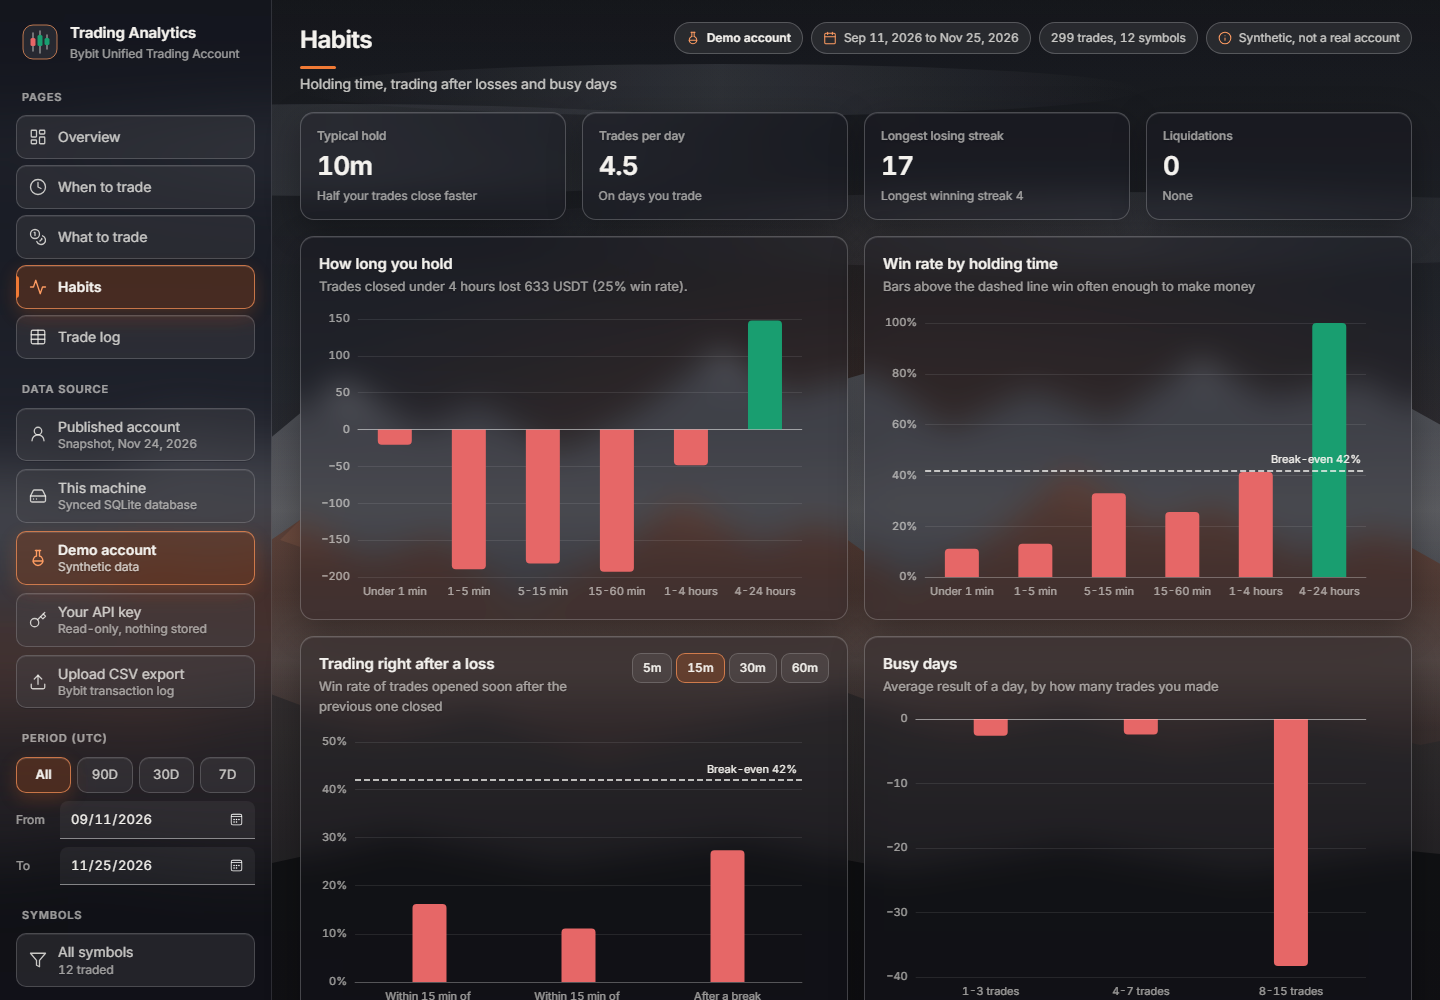 Trading Analytics
Bybit Unified Trading Account
PAGES
Overview
When to trade
What to trade
Habits
Trade log
DATA SOURCE
Published account
Snapshot, Nov 24, 2026
This machine
Synced SQLite database
Demo account
Synthetic data
Your API key
Read-only, nothing stored
Upload CSV export
Bybit transaction log
PERIOD (UTC)
All 90D 30D 7D
From 09/11/2026
To 11/25/2026
SYMBOLS
All symbols
12 traded
Habits
Holding time, trading after losses and busy days
Demo account
Sep 11, 2026 to Nov 25, 2026
299 trades, 12 symbols
Synthetic, not a real account
Typical hold
10m
Half your trades close faster
Trades per day
4.5
On days you trade
Longest losing streak
17
Longest winning streak 4
Liquidations
0
None
How long you hold
Trades closed under 4 hours lost 633 USDT (25% win rate).
150
100
50
0
−50
−100
−150
−200
Under 1 min 1-5 min 5-15 min 15-60 min 1-4 hours 4-24 hours
Win rate by holding time
Bars above the dashed line win often enough to make money
100%
80%
60%
Break-even 42%
40%
20%
0%
Under 1 min 1-5 min 5-15 min 15-60 min 1-4 hours 4-24 hours
Trading right after a loss
Win rate of trades opened soon after the
previous one closed
5m 15m 30m 60m
50%
Break-even 42%
40%
30%
20%
10%
0%
Within 15 min of Within 15 min of After a break
Busy days
Average result of a day, by how many trades you made
0
−10
−20
−30
−40
1-3 trades 4-7 trades 8-15 trades